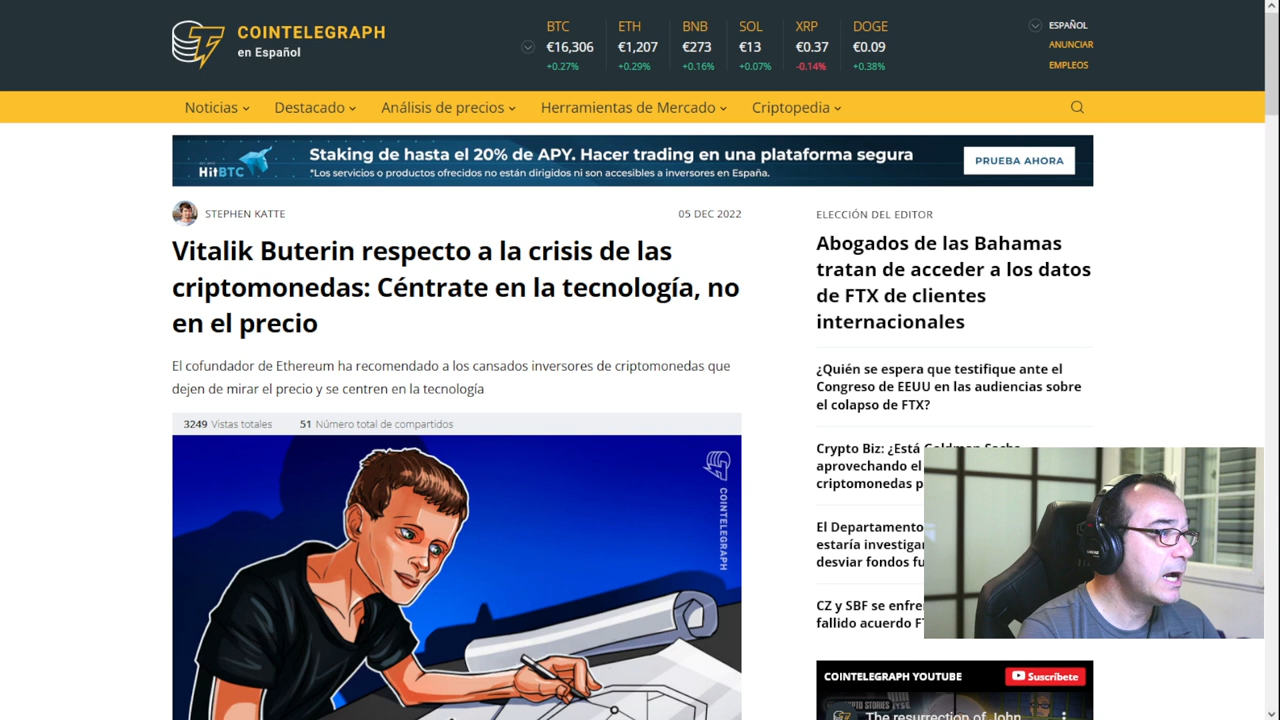 COINTELEGRAPH
en Español
BTC ETH BNB SOL XRP DOGE
€16,306 €1,207 €273 €13 €0.37 €0.09
+0.27% +0.29% +0.16% +0.07% -0.14% +0.38%
ESPAÑOL
ANUNCIAR
EMPLEOS
Noticias Destacado Análisis de precios Herramientas de Mercado Criptopedia
HitBTC
Staking de hasta el 20% de APY. Hacer trading en una plataforma segura
*Los servicios o productos ofrecidos no están dirigidos ni son accesibles a inversores en España.
PRUEBA AHORA
STEPHEN KATTE
05 DEC 2022
Vitalik Buterin respecto a la crisis de las
criptomonedas: Céntrate en la tecnología, no
en el precio
El cofundador de Ethereum ha recomendado a los cansados inversores de criptomonedas que
dejen de mirar el precio y se centren en la tecnología
3249 Vistas totales 51 Número total de compartidos
COINTELEGRAPH
ELECCIÓN DEL EDITOR
Abogados de las Bahamas
tratan de acceder a los datos
de FTX de clientes
internacionales
¿Quién se espera que testifique ante el
Congreso de EEUU en las audiencias sobre
el colapso de FTX?
Crypto Biz: ¿Está Goldman Sachs
aprovechando el
criptomonedas p
El Departamento
estaría investigar
desviar fondos
CZ y SBF se
fallido acuerdo
COINTELEGRAPH YOUTUBE
Suscríbete
The resurrection of John